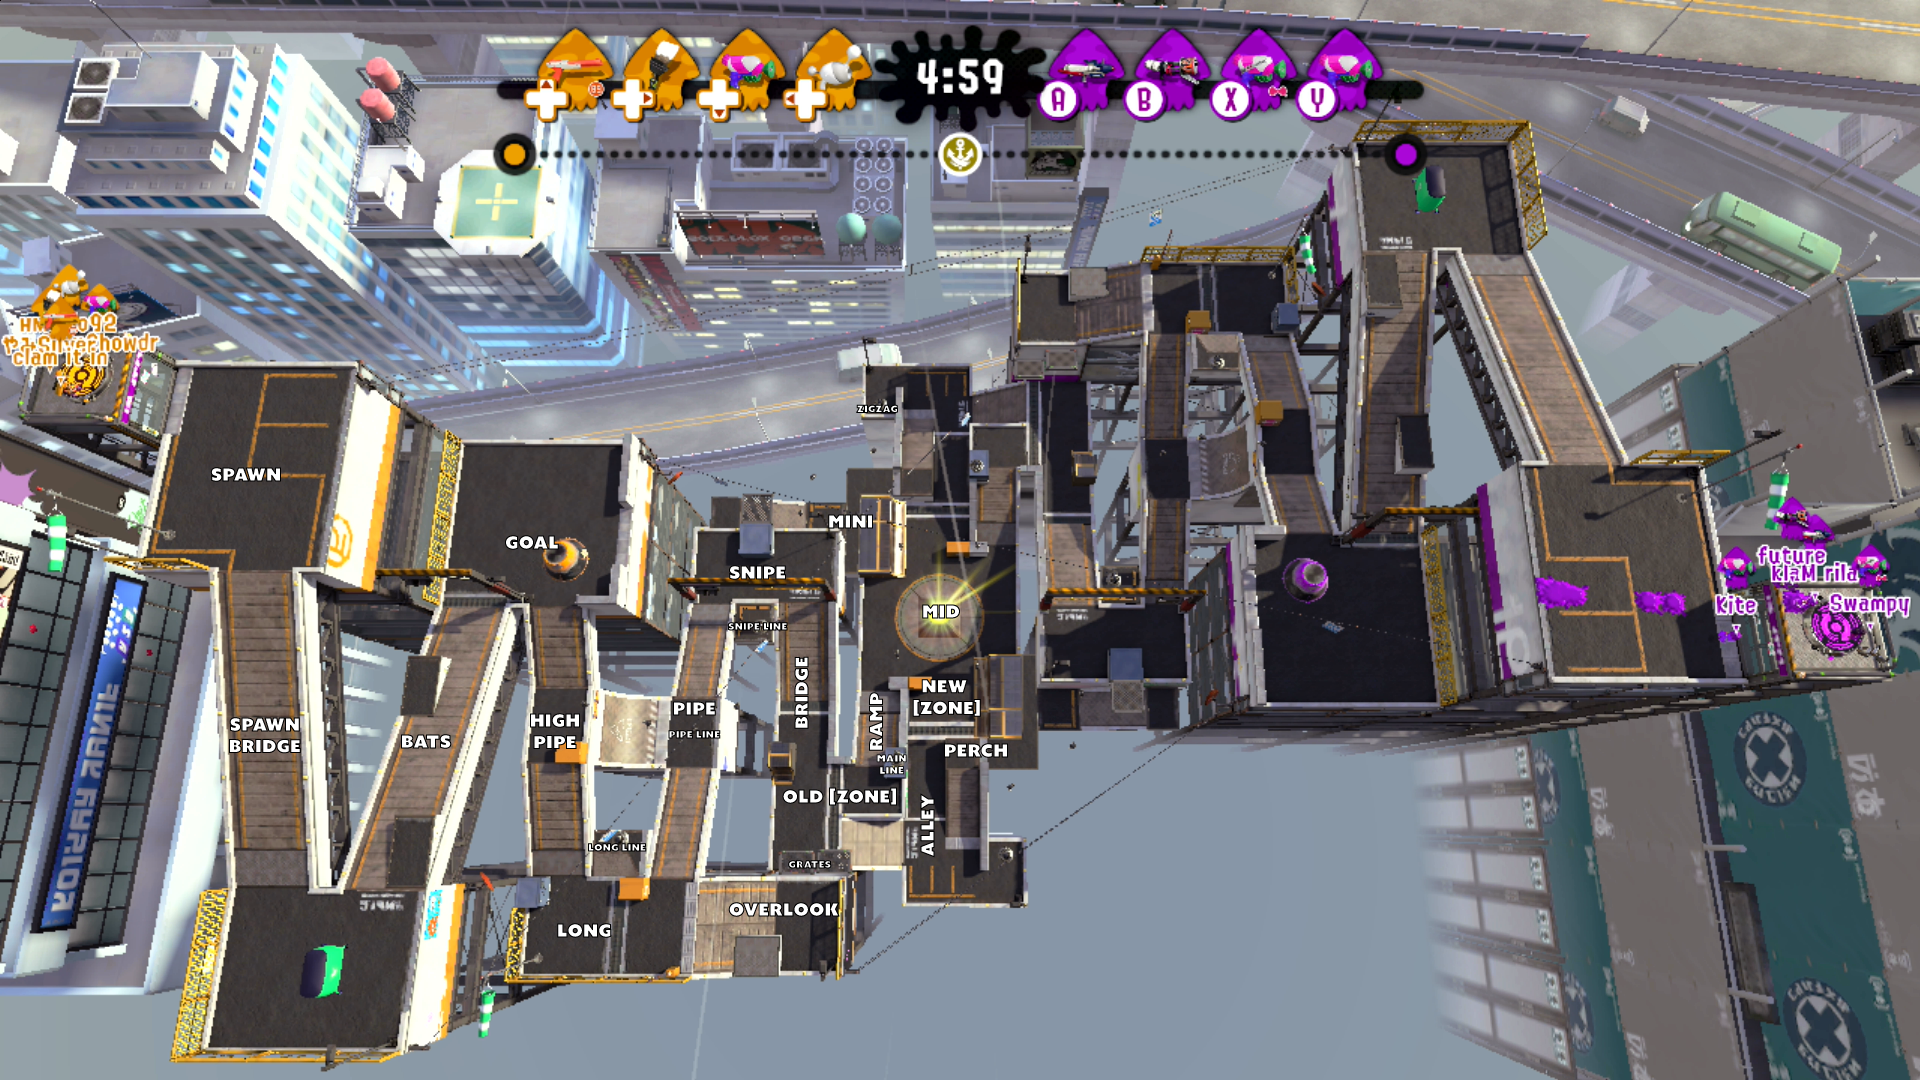 4:59
A
B
X
Y
clam it in
future
klaM rila
Kite
Swampy
ZIGZAG
SPAWN
GOAL
MINI
SNIPE
MID
SNIPE LINE
BRIDGE
RAMP
NEW
[ZONE]
SPAWN
BRIDGE
BATS
HIGH
PIPE
PIPE
PIPE LINE
PERCH
MAIN
LINE
OLD [ZONE]
ALLEY
LONG LINE
GRATES
OVERLOOK
LONG